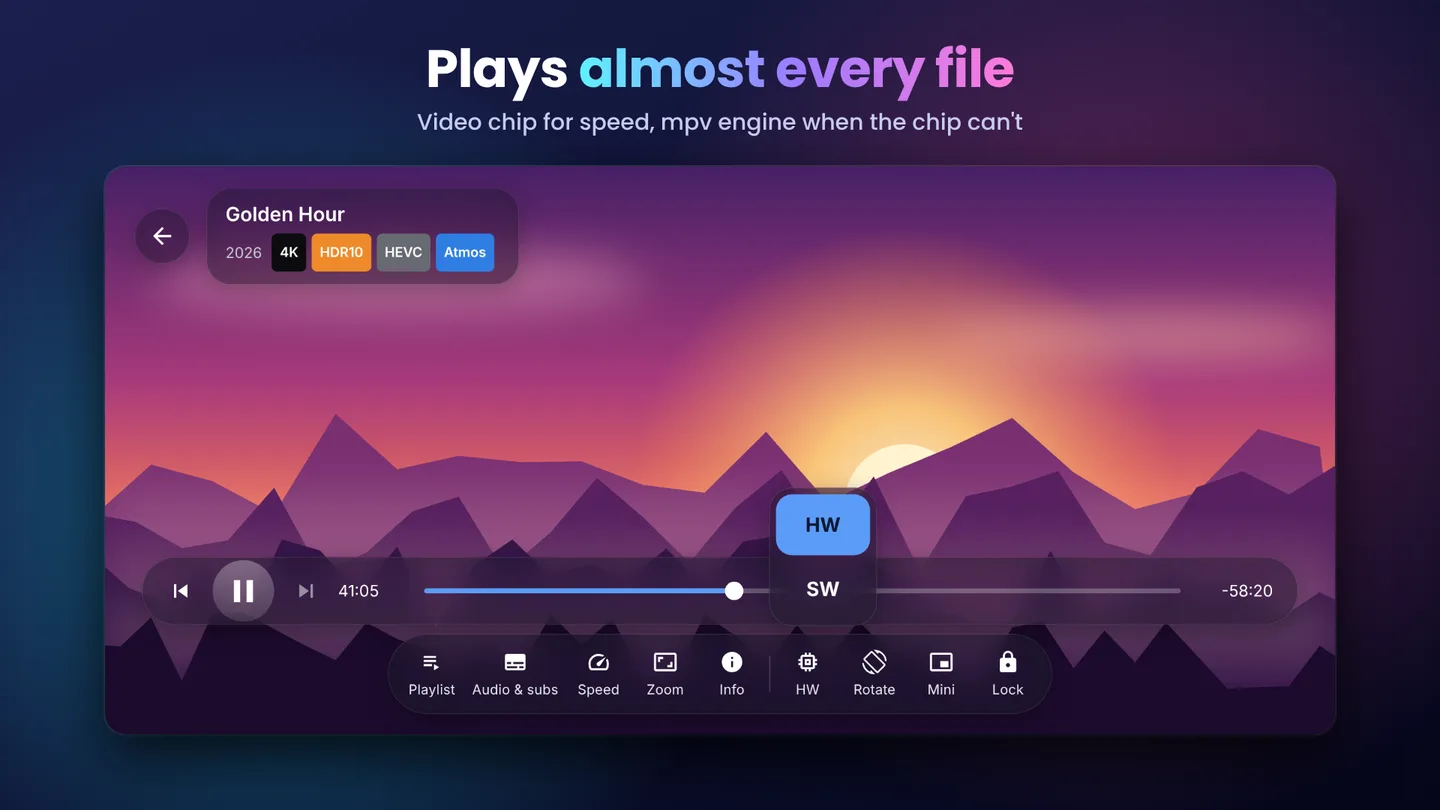 Plays almost every file
Video chip for speed, mpv engine when the chip can't
Golden Hour
2026 4K HDR10 HEVC Atmos
HW
SW
41:05 -58:20
Playlist Audio & subs Speed Zoom Info HW Rotate Mini Lock